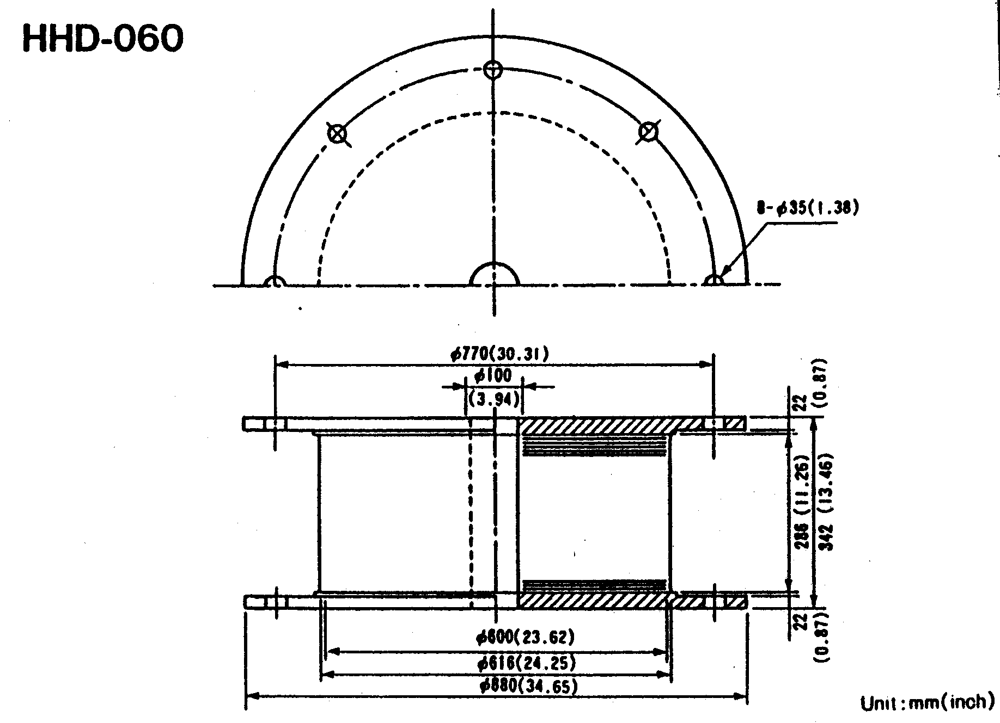 HHD-060
8-φ35(1.38)
φ770(30.31)
φ100
(3.94)
22
(0.87)
286 (11.26)
342 (13.46)
22
(0.87)
φ600(23.62)
φ616(24.25)
φ880(34.65)
Unit:mm(inch)